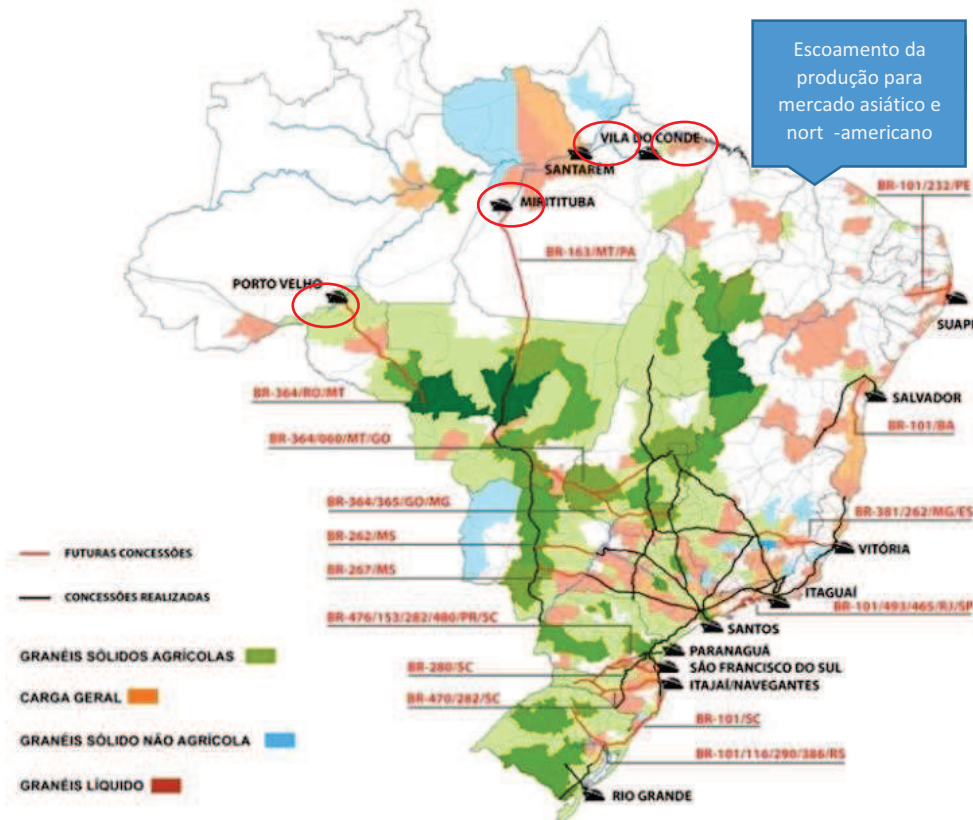 Escoamento da
produção para
mercado asiático e
nort -americano
VILA DO CONDE
SANTARÉM
BR-101/232/PE
MIRITITUBA
BR-163/MT/PA
PORTO VELHO
SUAPE
BR-364/RO/MT
SALVADOR
BR-101/BA
BR-364/060/MT/GO
BR-364/365/GO/MG
BR-381/262/MG/ES
BR-262/MS
VITÓRIA
FUTURAS CONCESSÕES
BR-267/MS
CONCESSÕES REALIZADAS
ITAGUAÍ
BR-101/493/465/RJ/SP
BR-476/153/282/480/PR/SC
SANTOS
GRANÉIS SÓLIDOS AGRÍCOLAS
PARANAGUÁ
BR-280/SC
SÃO FRANCISCO DO SUL
ITAJAÍ/NAVEGANTES
CARGA GERAL
BR-470/282/SC
BR-101/SC
GRANÉIS SÓLIDO NÃO AGRÍCOLA
BR-101/116/290/386/RS
GRANÉIS LÍQUIDO
RIO GRANDE